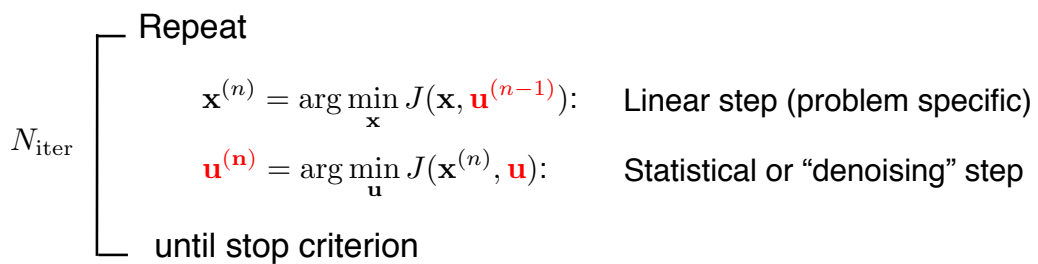 Repeat
𝐱^(n) = arg min_𝐱 J(𝐱, 𝐮^(n−1)): Linear step (problem specific)
N_iter
𝐮^(𝐧) = arg min_𝐮 J(𝐱^(n), 𝐮): Statistical or “denoising” step
until stop criterion